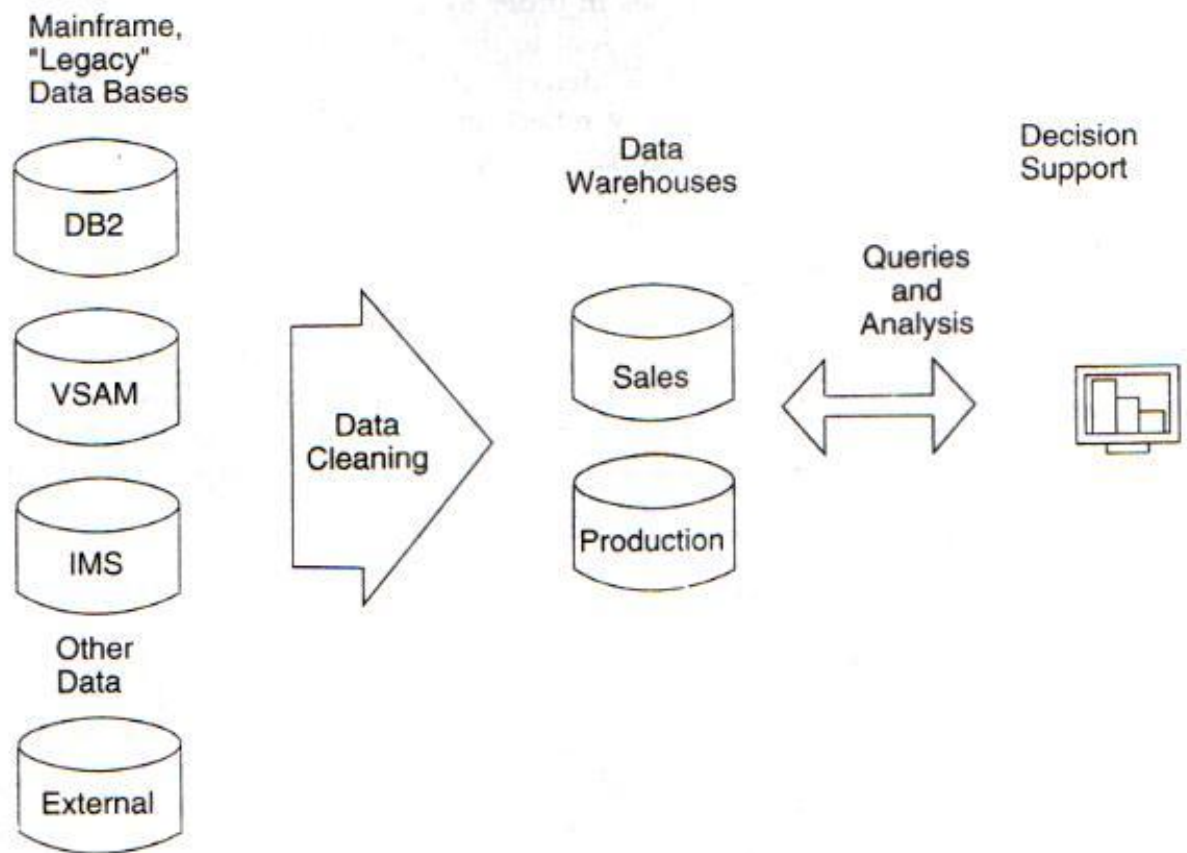 Mainframe,
"Legacy"
Data Bases
DB2
VSAM
IMS
Other
Data
External
Data
Cleaning
Data
Warehouses
Sales
Production
Queries
and
Analysis
Decision
Support